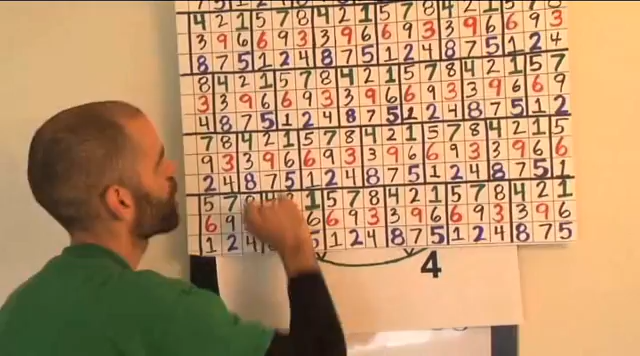 4 2 1 5 7 8 4 2 1 5 7 8 4 2 1 5 7 8
3 9 6 6 9 3 3 9 6 6 9 3 3 9 6 6 9 3
8 7 5 1 2 4 8 7 5 1 2 4 8 7 5 1 2 4
8 4 2 1 5 7 8 4 2 1 5 7 8 4 2 1 5 7
3 3 9 6 6 9 3 3 9 6 6 9 3 3 9 6 6 9
4 8 7 5 1 2 4 8 7 5 1 2 4 8 7 5 1 2
7 8 4 2 1 5 7 8 4 2 1 5 7 8 4 2 1 5
9 3 3 9 6 6 9 3 3 9 6 6 9 3 3 9 6 6
2 4 8 7 5 1 2 4 8 7 5 1 2 4 8 7 5 1
5 7 8 4 1 5 7 8 4 2 1 5 7 8 4 2 1
6 9 6 6 9 3 3 9 6 6 9 3 3 9 6
1 2 4 5 1 2 4 8 7 5 1 2 4 8 7 5
4